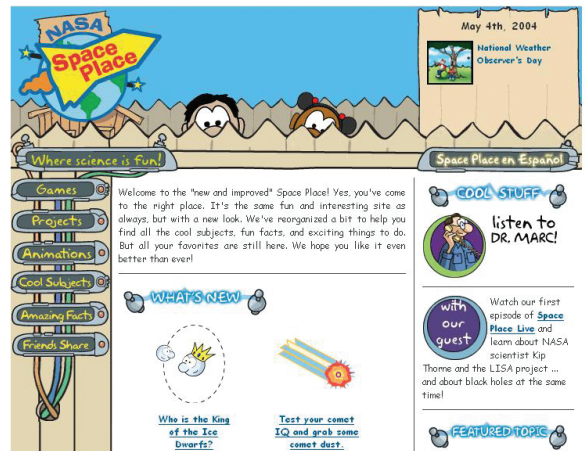 NASA
Space
Place
May 4th, 2004
National Weather
Observer's Day
Where science is fun!
Space Place en Español
Games
Projects
Animations
Cool Subjects
Amazing Facts
Friends Share
Welcome to the "new and improved" Space Place! Yes, you've come
to the right place. It's the same fun and interesting site as
always, but with a new look. We've reorganized a bit to help you
find all the cool subjects, fun facts, and exciting things to do.
But all your favorites are still here. We hope you like it even
better than ever!
WHAT'S NEW
Who is the King
of the Ice
Dwarfs?
Test your comet
IQ and grab some
comet dust.
COOL STUFF
listen to
DR. MARC!
with
our
guest
Watch our first
episode of Space
Place Live and
learn about NASA
scientist Kip
Thorne and the LISA project ...
and about black holes at the same
time!
FEATURED TOPIC